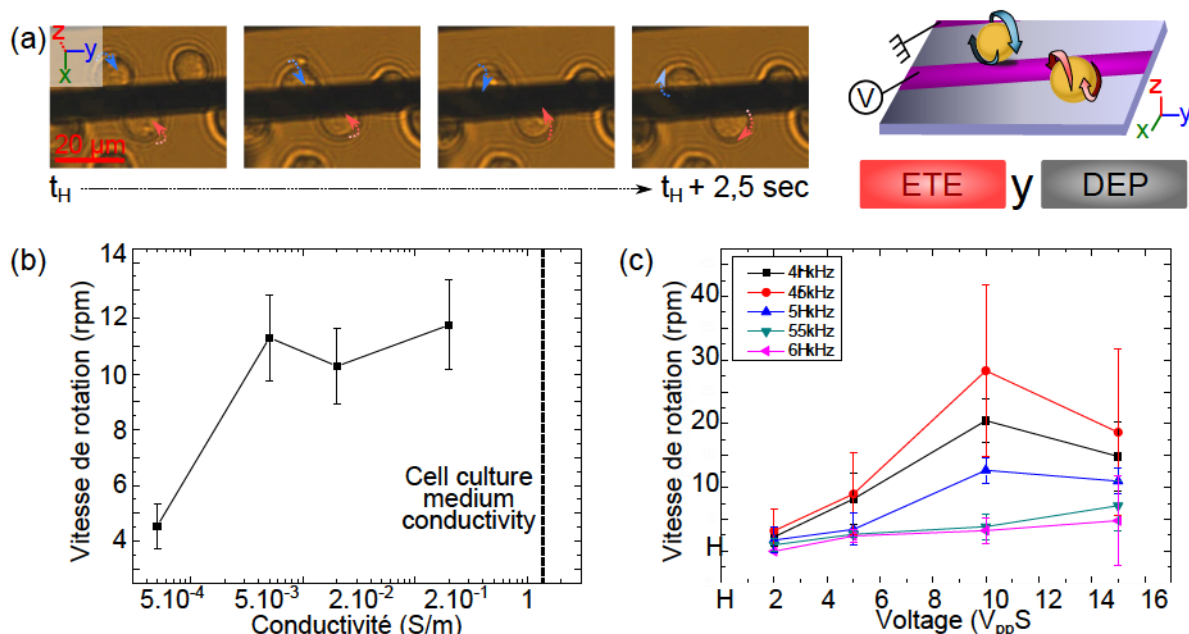 (a)
z
y
x
20 µm
t_H
t_H + 2,5 sec
V
z
y
x
ETE y DEP
(b)
14
12
10
8
6
4
Vitesse de rotation (rpm)
Cell culture
medium
conductivity
5.10⁻⁴ 5.10⁻³ 2.10⁻² 2.10⁻¹ 1
Conductivité (S/m)
(c)
4HkHz
45kHz
5HkHz
55kHz
6HkHz
40
30
20
10
H
Vitesse de rotation (rpm)
H 2 4 6 8 10 12 14 16
Voltage (V_ppS